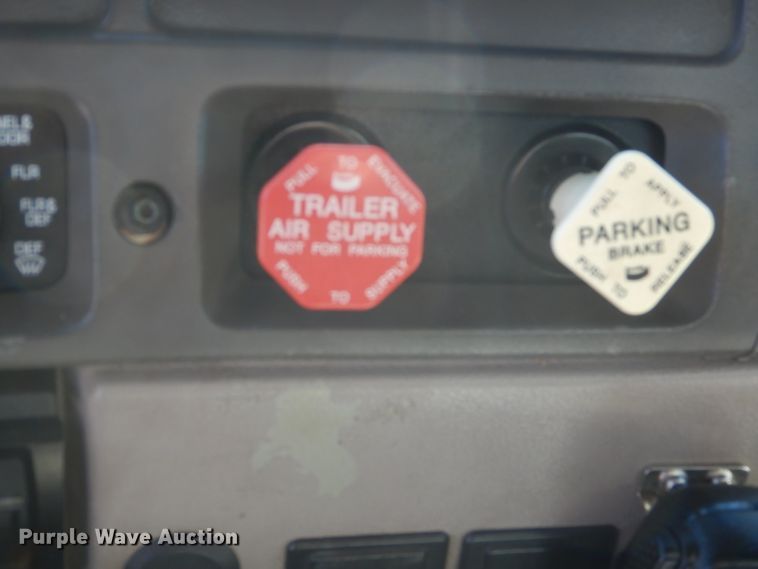 FLR
FLR &
DEF
DEF
PULL TO EVACUATE
TRAILER
AIR SUPPLY
NOT FOR PARKING
PUSH TO SUPPLY
PULL TO APPLY
PARKING
BRAKE
PUSH TO RELEASE
Purple Wave Auction